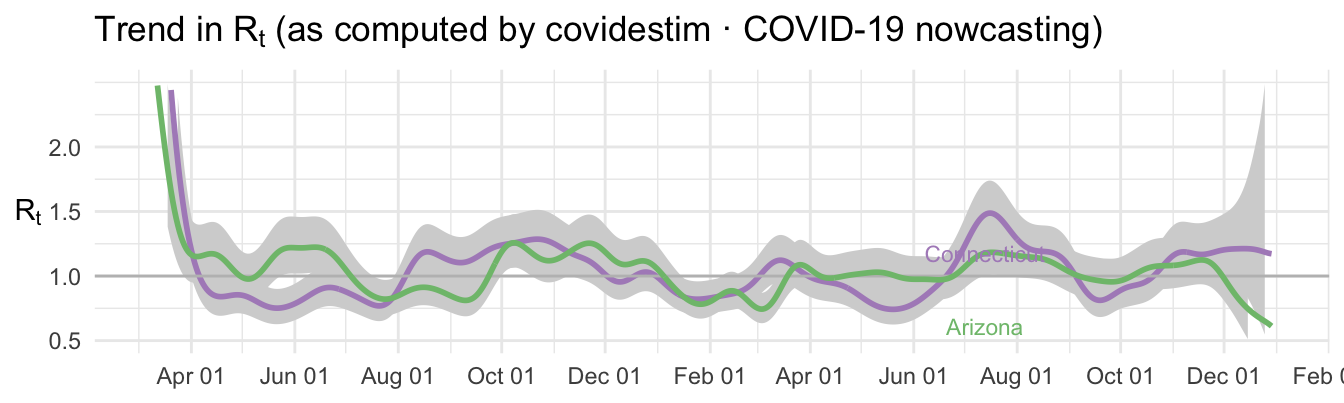 Trend in Rt (as computed by covidestim · COVID-19 nowcasting)
2.0
Rt 1.5
Connecticut
1.0
Arizona
0.5
Apr 01 Jun 01 Aug 01 Oct 01 Dec 01 Feb 01 Apr 01 Jun 01 Aug 01 Oct 01 Dec 01 Feb 0